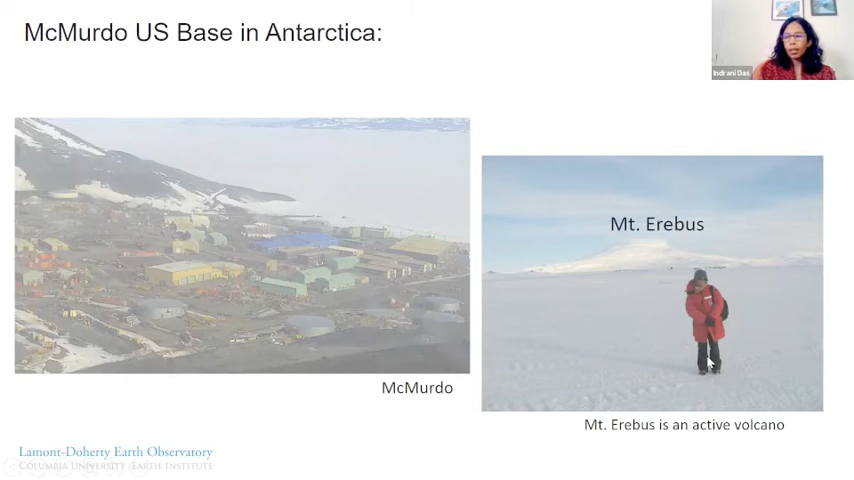 McMurdo US Base in Antarctica:
Indrani Das
Mt. Erebus
McMurdo
Mt. Erebus is an active volcano
Lamont-Doherty Earth Observatory
Columbia University Earth Institute